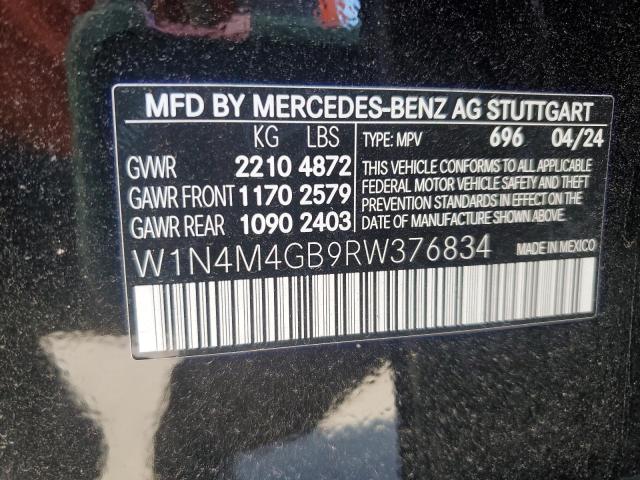 MFD BY MERCEDES-BENZ AG STUTTGART
KG LBS
GVWR 2210 4872
GAWR FRONT 1170 2579
GAWR REAR 1090 2403
TYPE: MPV 696 04/24
THIS VEHICLE CONFORMS TO ALL APPLICABLE
FEDERAL MOTOR VEHICLE SAFETY AND THEFT
PREVENTION STANDARDS IN EFFECT ON THE
DATE OF MANUFACTURE SHOWN ABOVE.
MADE IN MEXICO
W1N4M4GB9RW376834